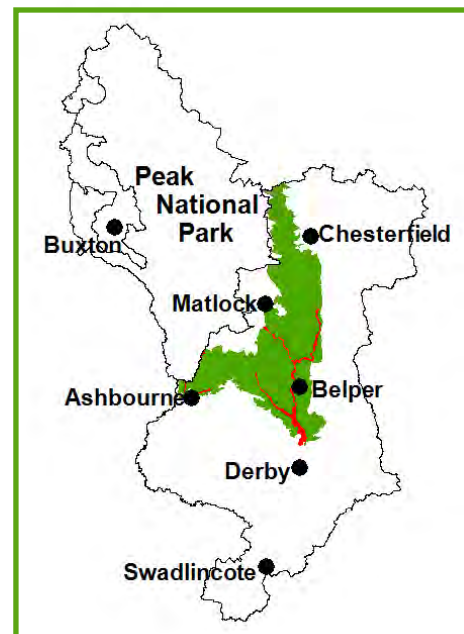 Peak
National
Park
Buxton
Chesterfield
Matlock
Ashbourne
Belper
Derby
Swadlincote